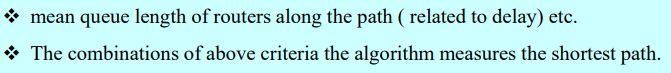 ❖ mean queue length of routers along the path ( related to delay) etc.
❖ The combinations of above criteria the algorithm measures the shortest path.